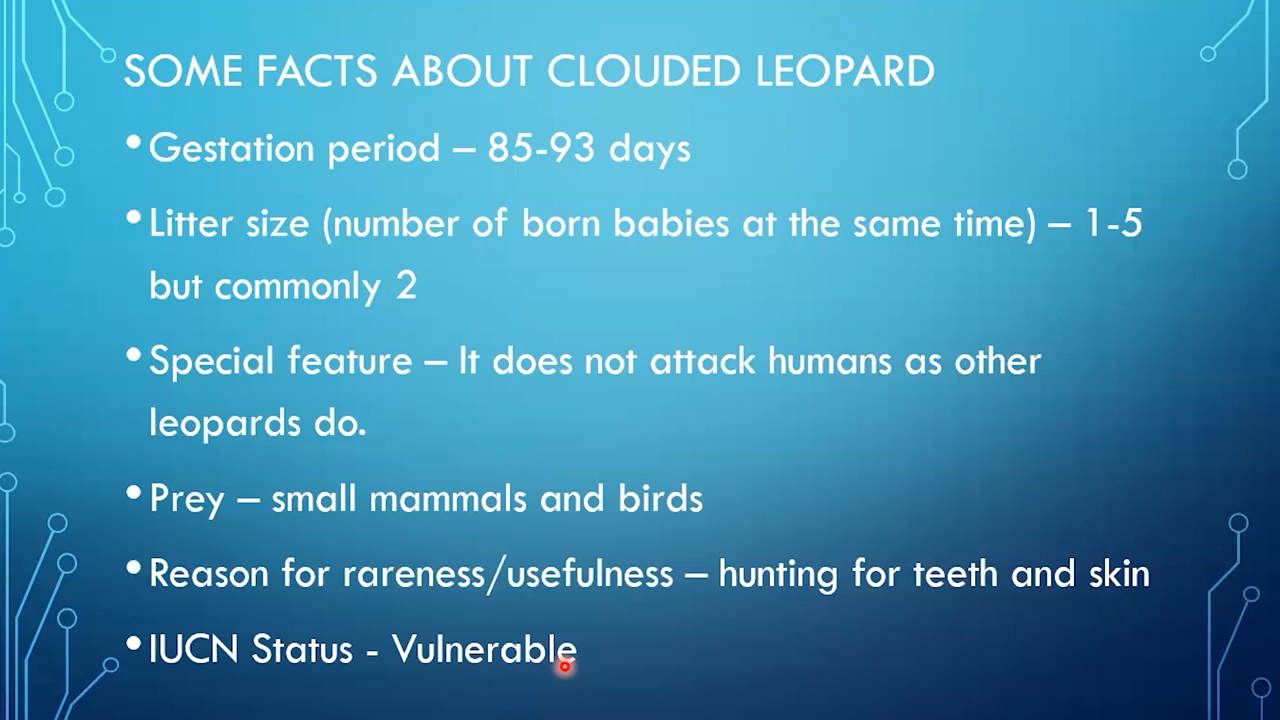 SOME FACTS ABOUT CLOUDED LEOPARD
•Gestation period – 85-93 days
•Litter size (number of born babies at the same time) – 1-5
but commonly 2
•Special feature – It does not attack humans as other
leopards do.
•Prey – small mammals and birds
•Reason for rareness/usefulness – hunting for teeth and skin
•IUCN Status - Vulnerable